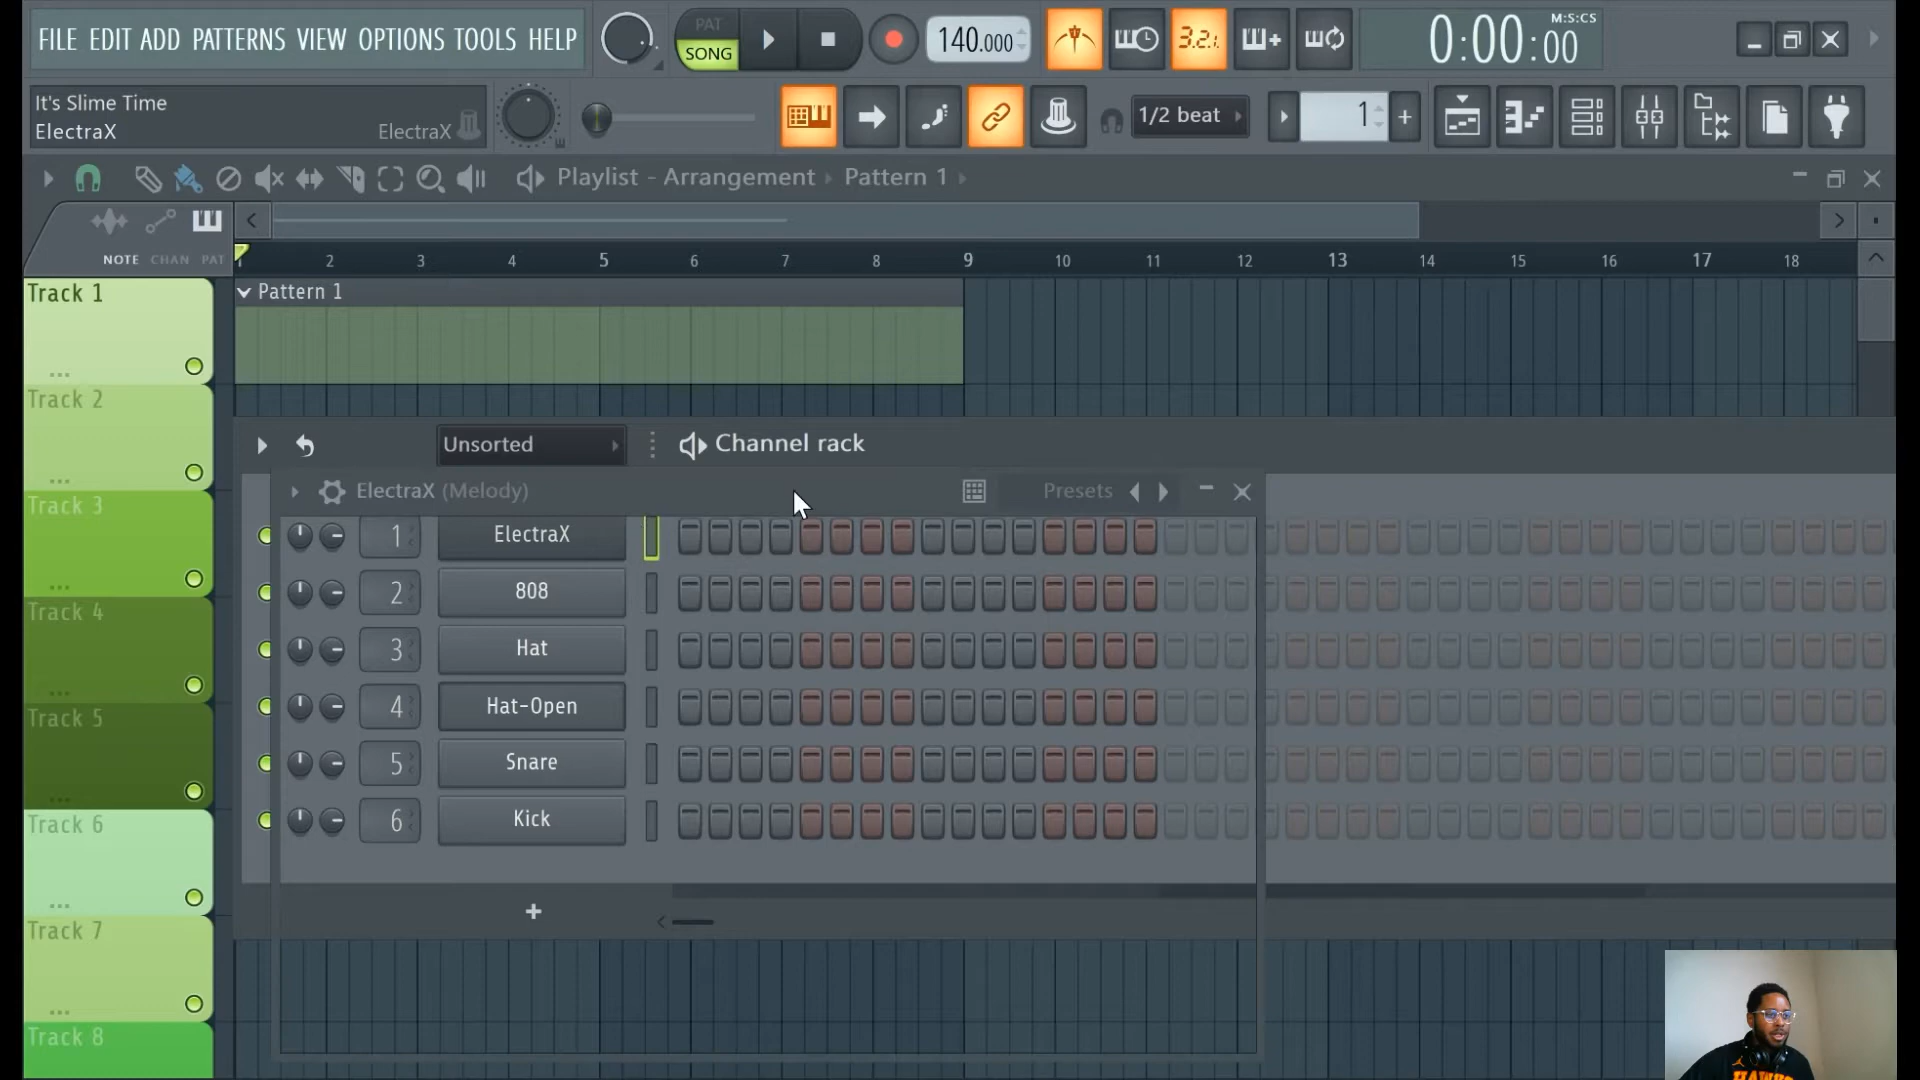 FILE EDIT ADD PATTERNS VIEW OPTIONS TOOLS HELP
PAT
SONG
140.000
3.2.1
M:S:CS
0:00:00
It's Slime Time
ElectraX
ElectraX
1/2 beat
1
+
Playlist - Arrangement Pattern 1
NOTE CHAN PAT
1 2 3 4 5 6 7 8 9 10 11 12 13 14 15 16 17 18
Track 1
Pattern 1
Track 2
Track 3
Track 4
Track 5
Track 6
Track 7
Track 8
Unsorted
Channel rack
ElectraX (Melody)
Presets
1 ElectraX
2 808
3 Hat
4 Hat-Open
5 Snare
6 Kick
+